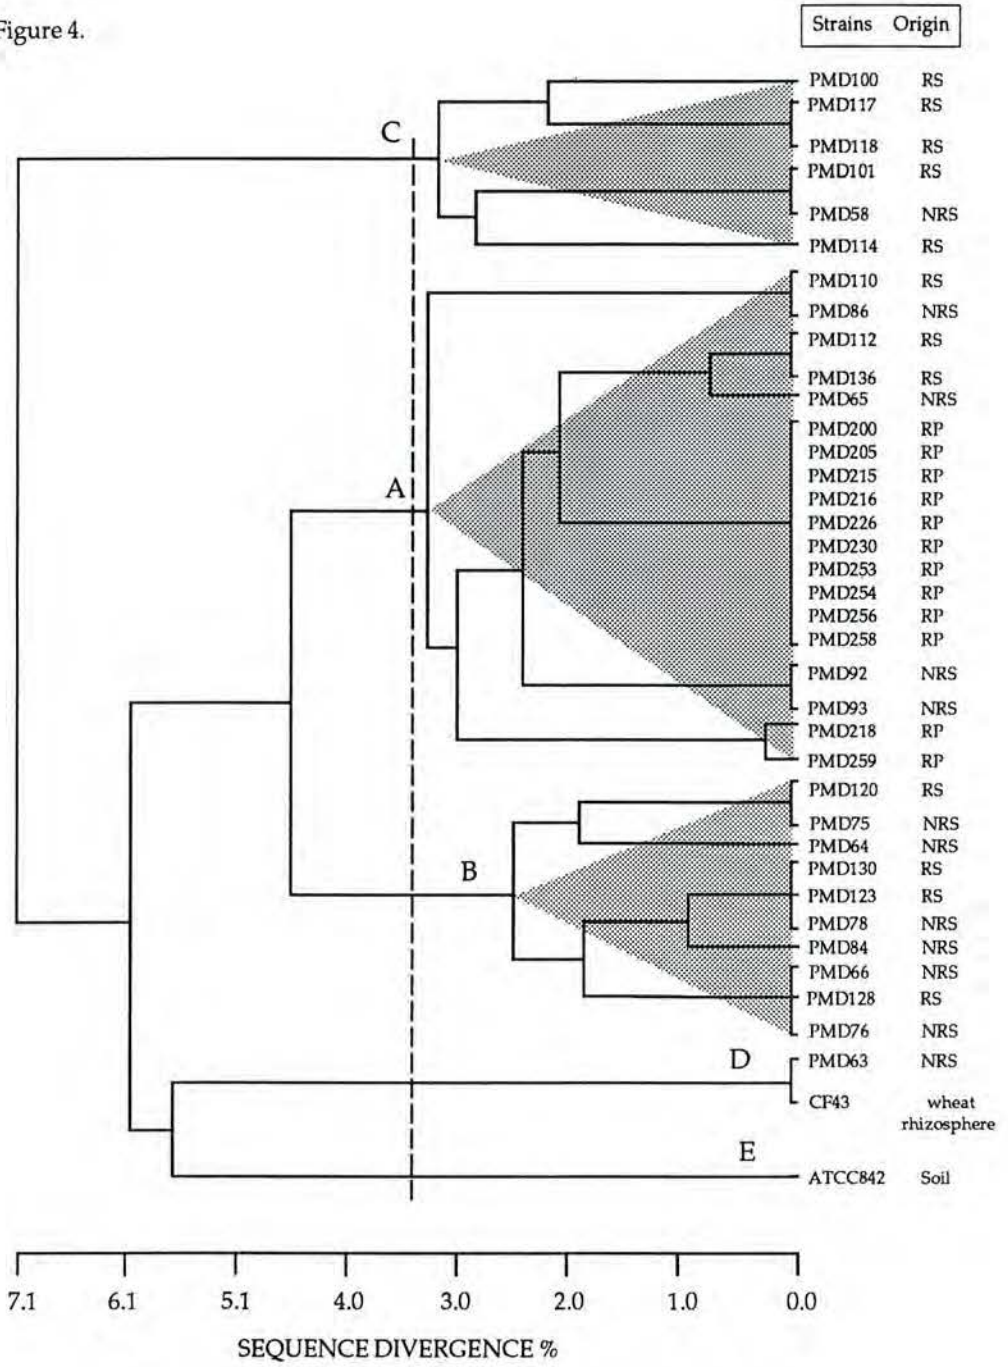 Figure 4.
Strains Origin
PMD100 RS
PMD117 RS
C
PMD118 RS
PMD101 RS
PMD58 NRS
PMD114 RS
PMD110 RS
PMD86 NRS
PMD112 RS
PMD136 RS
PMD65 NRS
PMD200 RP
PMD205 RP
PMD215 RP
A
PMD216 RP
PMD226 RP
PMD230 RP
PMD253 RP
PMD254 RP
PMD256 RP
PMD258 RP
PMD92 NRS
PMD93 NRS
PMD218 RP
PMD259 RP
PMD120 RS
PMD75 NRS
PMD64 NRS
B
PMD130 RS
PMD123 RS
PMD78 NRS
PMD84 NRS
PMD66 NRS
PMD128 RS
PMD76 NRS
D
PMD63 NRS
CF43 wheat
rhizosphere
E
ATCC842 Soil
7.1 6.1 5.1 4.0 3.0 2.0 1.0 0.0
SEQUENCE DIVERGENCE %